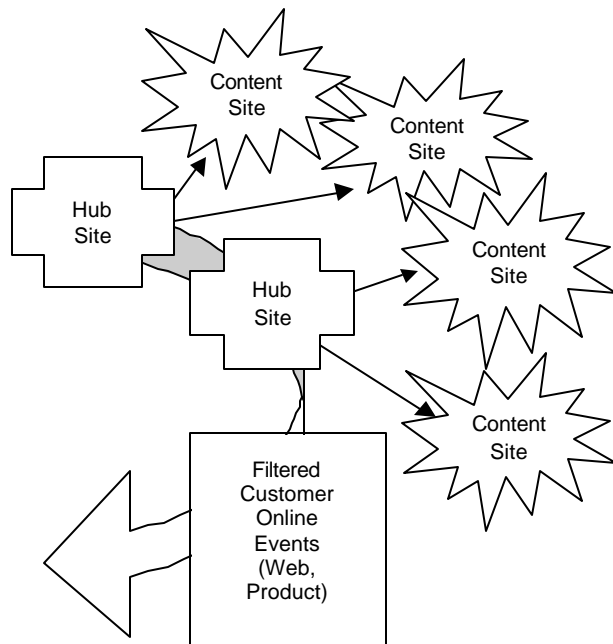 Content
Site
Content
Site
Hub
Site
Content
Site
Hub
Site
Content
Site
Filtered
Customer
Online
Events
(Web,
Product)